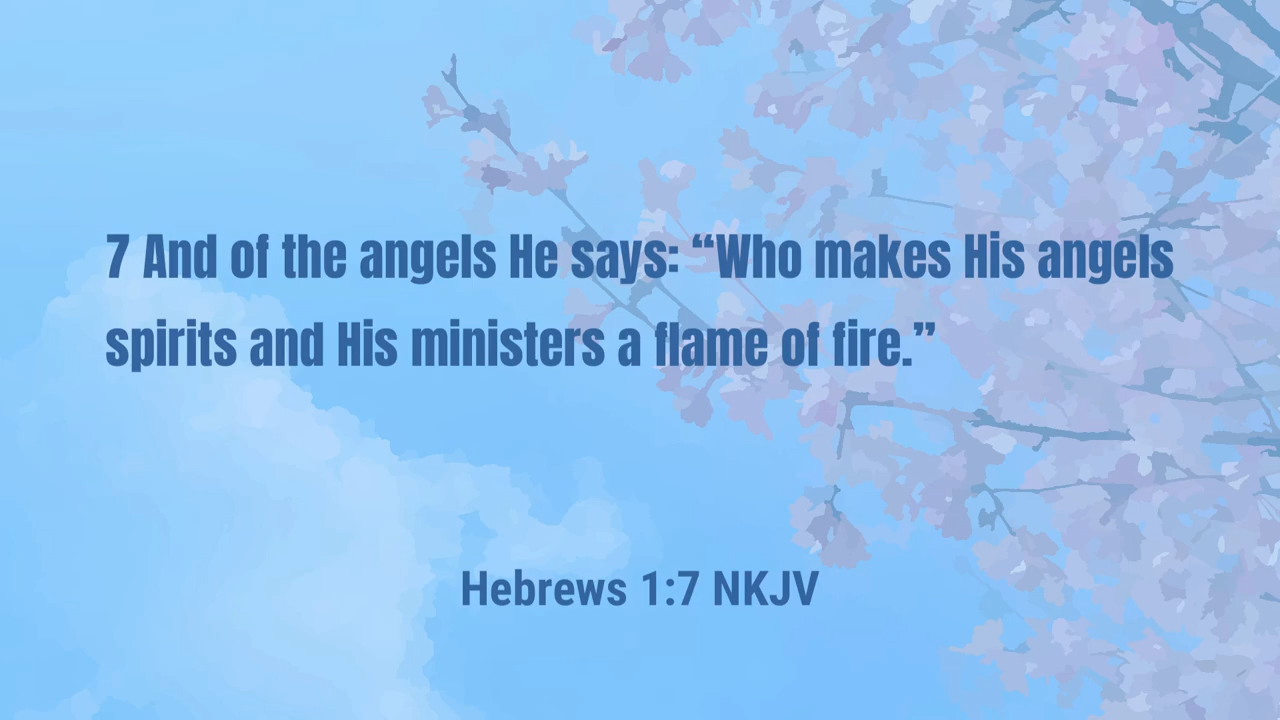 7 And of the angels He says: “Who makes His angels
spirits and His ministers a flame of fire.”
Hebrews 1:7 NKJV